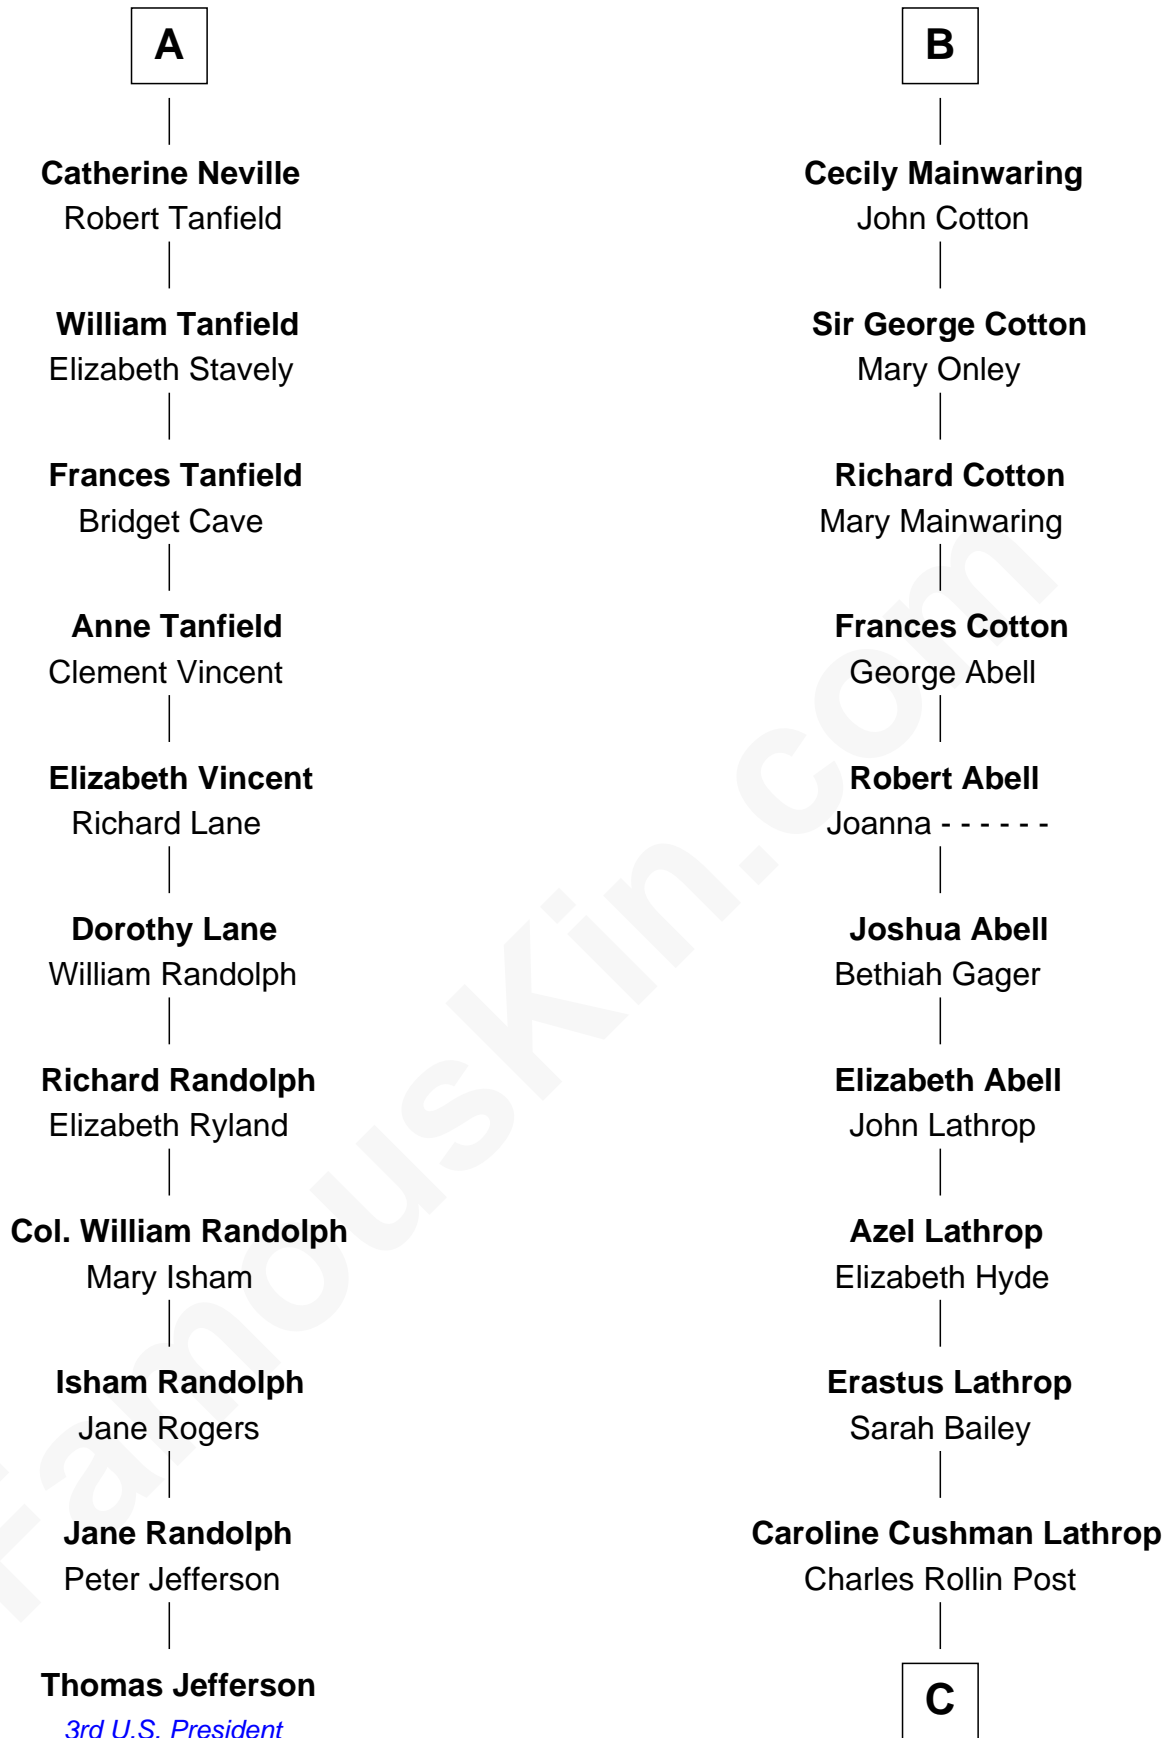 A
Catherine Neville
Robert Tanfield
William Tanfield
Elizabeth Stavely
Frances Tanfield
Bridget Cave
Anne Tanfield
Clement Vincent
Elizabeth Vincent
Richard Lane
Dorothy Lane
William Randolph
Richard Randolph
Elizabeth Ryland
Col. William Randolph
Mary Isham
Isham Randolph
Jane Rogers
Jane Randolph
Peter Jefferson
Thomas Jefferson
3rd U.S. President
B
Cecily Mainwaring
John Cotton
Sir George Cotton
Mary Onley
Richard Cotton
Mary Mainwaring
Frances Cotton
George Abell
Robert Abell
Joanna - - - - - -
Joshua Abell
Bethiah Gager
Elizabeth Abell
John Lathrop
Azel Lathrop
Elizabeth Hyde
Erastus Lathrop
Sarah Bailey
Caroline Cushman Lathrop
Charles Rollin Post
C
FamousKin.com